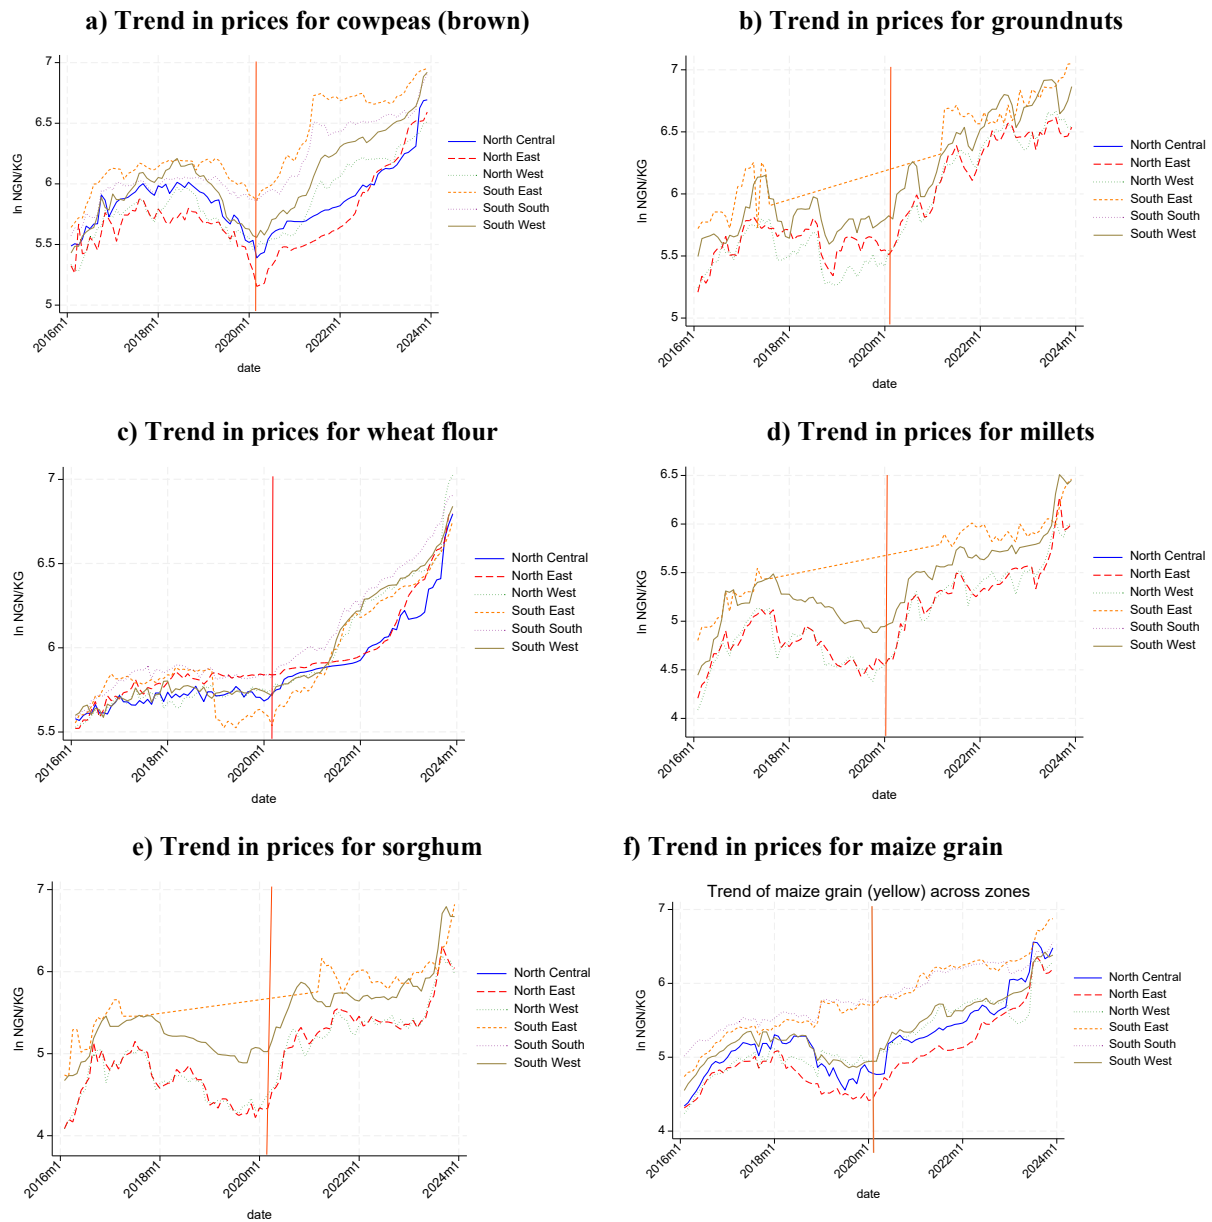 a) Trend in prices for cowpeas (brown)
7
6.5
6
5.5
5
ln NGN/KG
2016m1
2018m1
2020m1
2022m1
2024m1
date
North Central
North East
North West
South East
South South
South West
b) Trend in prices for groundnuts
7
6.5
6
5.5
5
ln NGN/KG
2016m1
2018m1
2020m1
2022m1
2024m1
date
North Central
North East
North West
South East
South South
South West
c) Trend in prices for wheat flour
7
6.5
6
5.5
ln NGN/KG
2016m1
2018m1
2020m1
2022m1
2024m1
date
North Central
North East
North West
South East
South South
South West
d) Trend in prices for millets
6.5
6
5.5
5
4.5
4
ln NGN/KG
2016m1
2018m1
2020m1
2022m1
2024m1
date
North Central
North East
North West
South East
South South
South West
e) Trend in prices for sorghum
7
6
5
4
ln NGN/KG
2016m1
2018m1
2020m1
2022m1
2024m1
date
North Central
North East
North West
South East
South South
South West
f) Trend in prices for maize grain
Trend of maize grain (yellow) across zones
7
6
5
4
ln NGN/KG
2016m1
2018m1
2020m1
2022m1
2024m1
date
North Central
North East
North West
South East
South South
South West